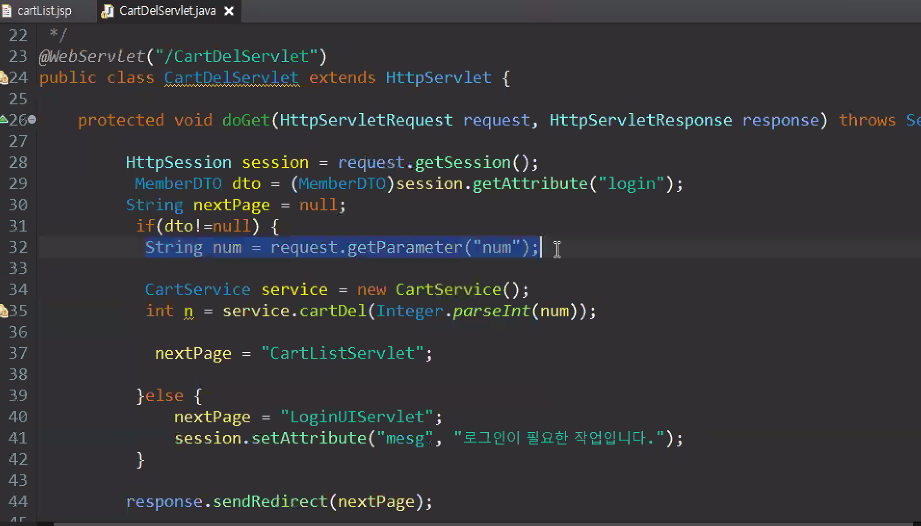 cartList.jsp CartDelServlet.java
22 */
23 @WebServlet("/CartDelServlet")
24 public class CartDelServlet extends HttpServlet {
25
26 protected void doGet(HttpServletRequest request, HttpServletResponse response) throws Se
27
28 HttpSession session = request.getSession();
29 MemberDTO dto = (MemberDTO)session.getAttribute("login");
30 String nextPage = null;
31 if(dto!=null) {
32 String num = request.getParameter("num");
33
34 CartService service = new CartService();
35 int n = service.cartDel(Integer.parseInt(num));
36
37 nextPage = "CartListServlet";
38
39 }else {
40 nextPage = "LoginUIServlet";
41 session.setAttribute("mesg", "로그인이 필요한 작업입니다.");
42 }
43
44 response.sendRedirect(nextPage);
45